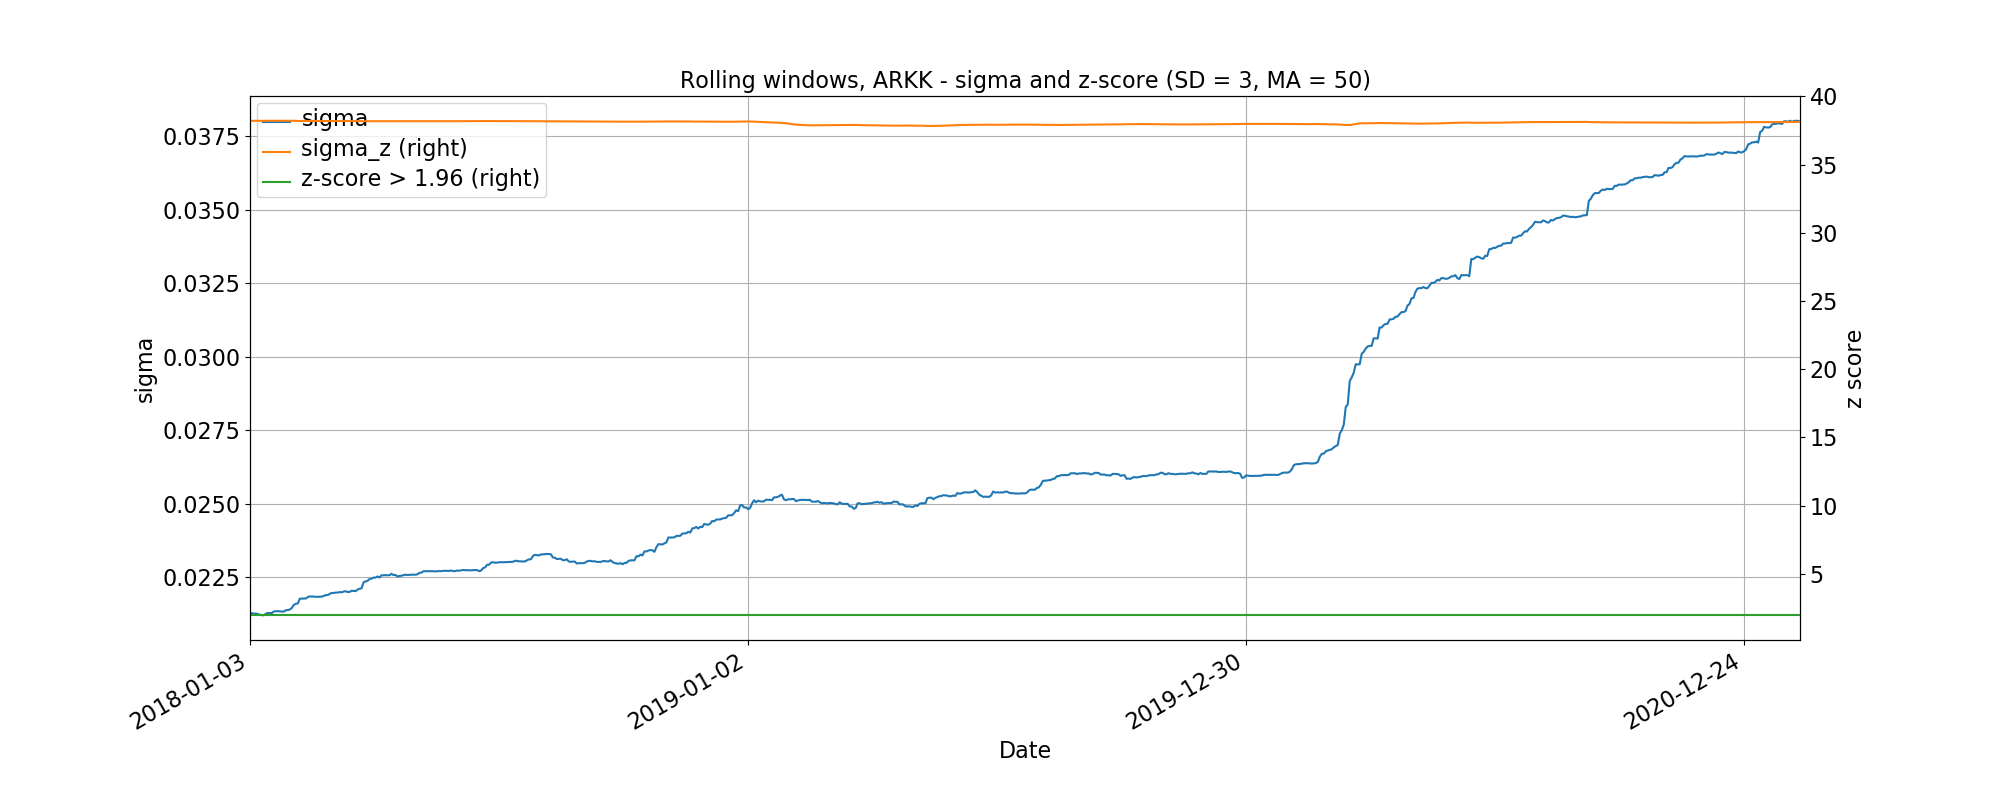 Rolling windows, ARKK - sigma and z-score (SD = 3, MA = 50)
sigma
sigma_z (right)
z-score > 1.96 (right)
0.0375
0.0350
0.0325
0.0300
0.0275
0.0250
0.0225
sigma
40
35
30
25
20
15
10
5
z score
2018-01-03
2019-01-02
2019-12-30
2020-12-24
Date